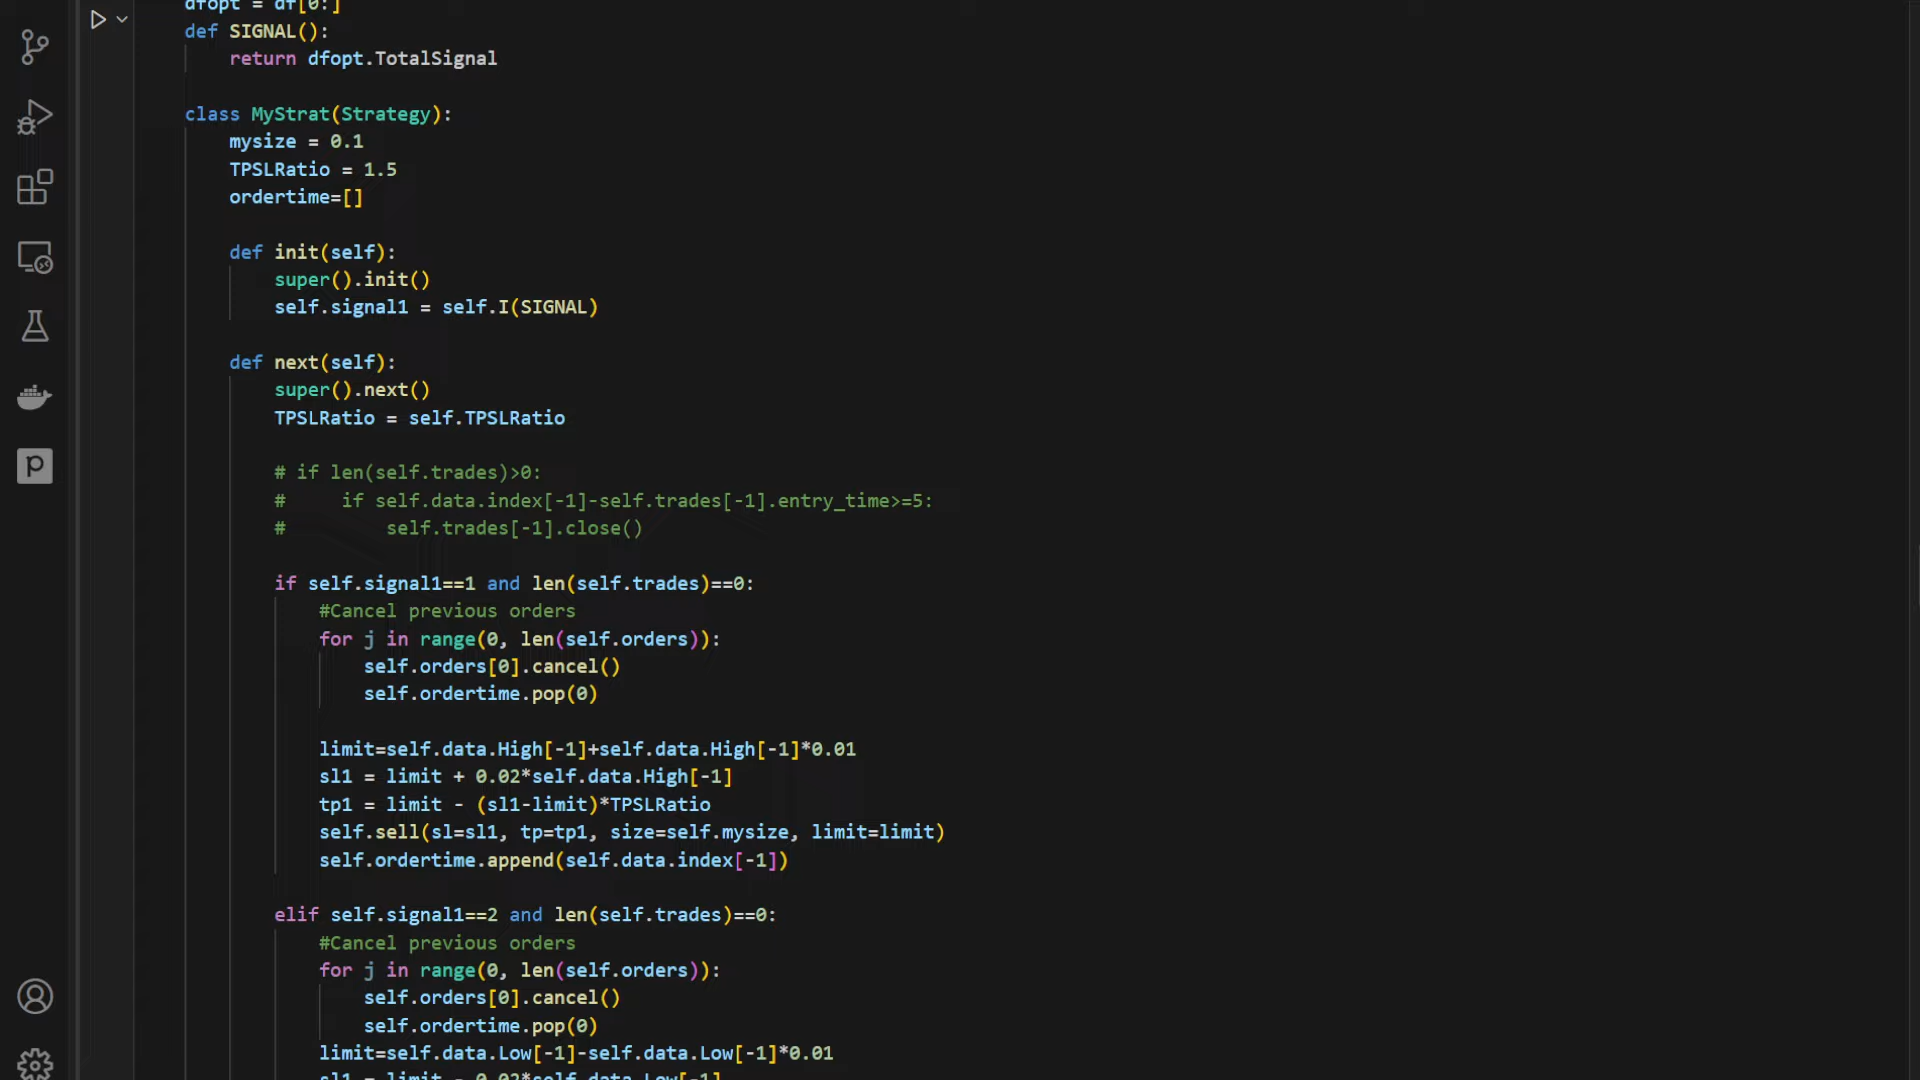 dfopt = df[0:]
def SIGNAL():
    return dfopt.TotalSignal

class MyStrat(Strategy):
    mysize = 0.1
    TPSLRatio = 1.5
    ordertime=[]

    def init(self):
        super().init()
        self.signal1 = self.I(SIGNAL)

    def next(self):
        super().next()
        TPSLRatio = self.TPSLRatio

        # if len(self.trades)>0:
        #     if self.data.index[-1]-self.trades[-1].entry_time>=5:
        #         self.trades[-1].close()

        if self.signal1==1 and len(self.trades)==0:
            #Cancel previous orders
            for j in range(0, len(self.orders)):
                self.orders[0].cancel()
                self.ordertime.pop(0)

            limit=self.data.High[-1]+self.data.High[-1]*0.01
            sl1 = limit + 0.02*self.data.High[-1]
            tp1 = limit - (sl1-limit)*TPSLRatio
            self.sell(sl=sl1, tp=tp1, size=self.mysize, limit=limit)
            self.ordertime.append(self.data.index[-1])

        elif self.signal1==2 and len(self.trades)==0:
            #Cancel previous orders
            for j in range(0, len(self.orders)):
                self.orders[0].cancel()
                self.ordertime.pop(0)
            limit=self.data.Low[-1]-self.data.Low[-1]*0.01
            sl1 = limit - 0.02*self.data.Low[-1]